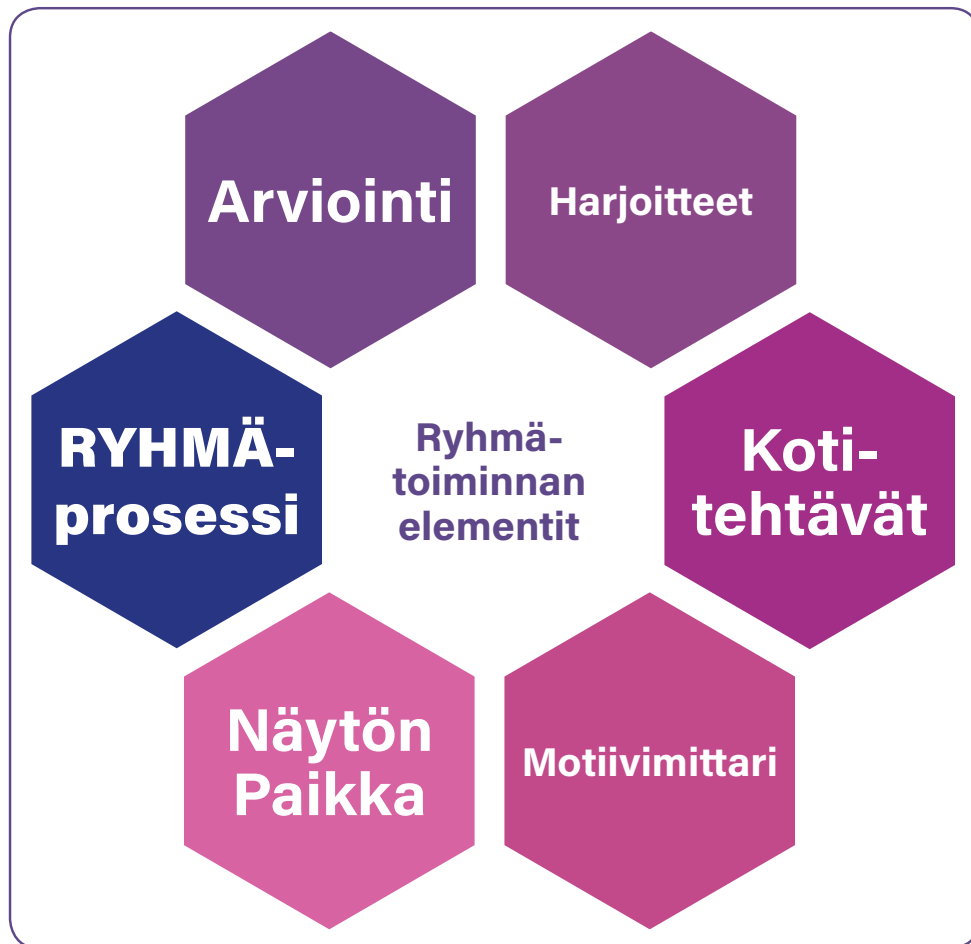 Arviointi
Harjoitteet
RYHMÄ-
prosessi
Ryhmä-
toiminnan
elementit
Koti-
tehtävät
Näytön
Paikka
Motiivimittari